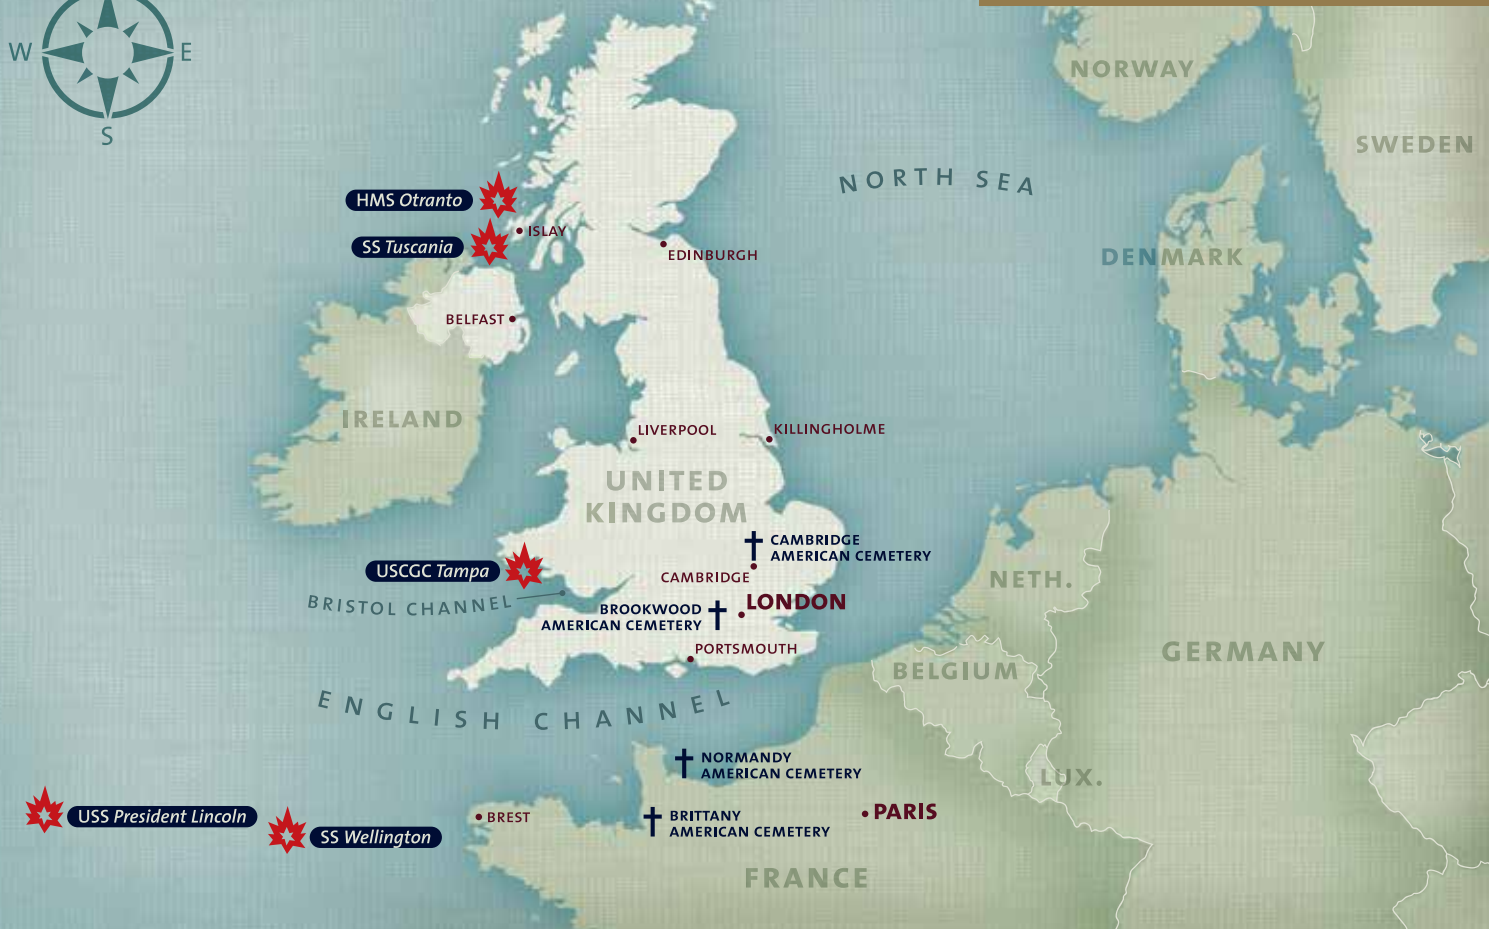 W
E
S
NORWAY
SWEDEN
NORTH SEA
HMS Otranto
ISLAY
SS Tuscania
EDINBURGH
DENMARK
BELFAST
IRELAND
LIVERPOOL
KILLINGHOLME
UNITED
KINGDOM
CAMBRIDGE
AMERICAN CEMETERY
USCGC Tampa
CAMBRIDGE
NETH.
BRISTOL CHANNEL
LONDON
BROOKWOOD
AMERICAN CEMETERY
PORTSMOUTH
GERMANY
BELGIUM
ENGLISH CHANNEL
NORMANDY
AMERICAN CEMETERY
LUX.
USS President Lincoln
BREST
BRITTANY
AMERICAN CEMETERY
PARIS
SS Wellington
FRANCE